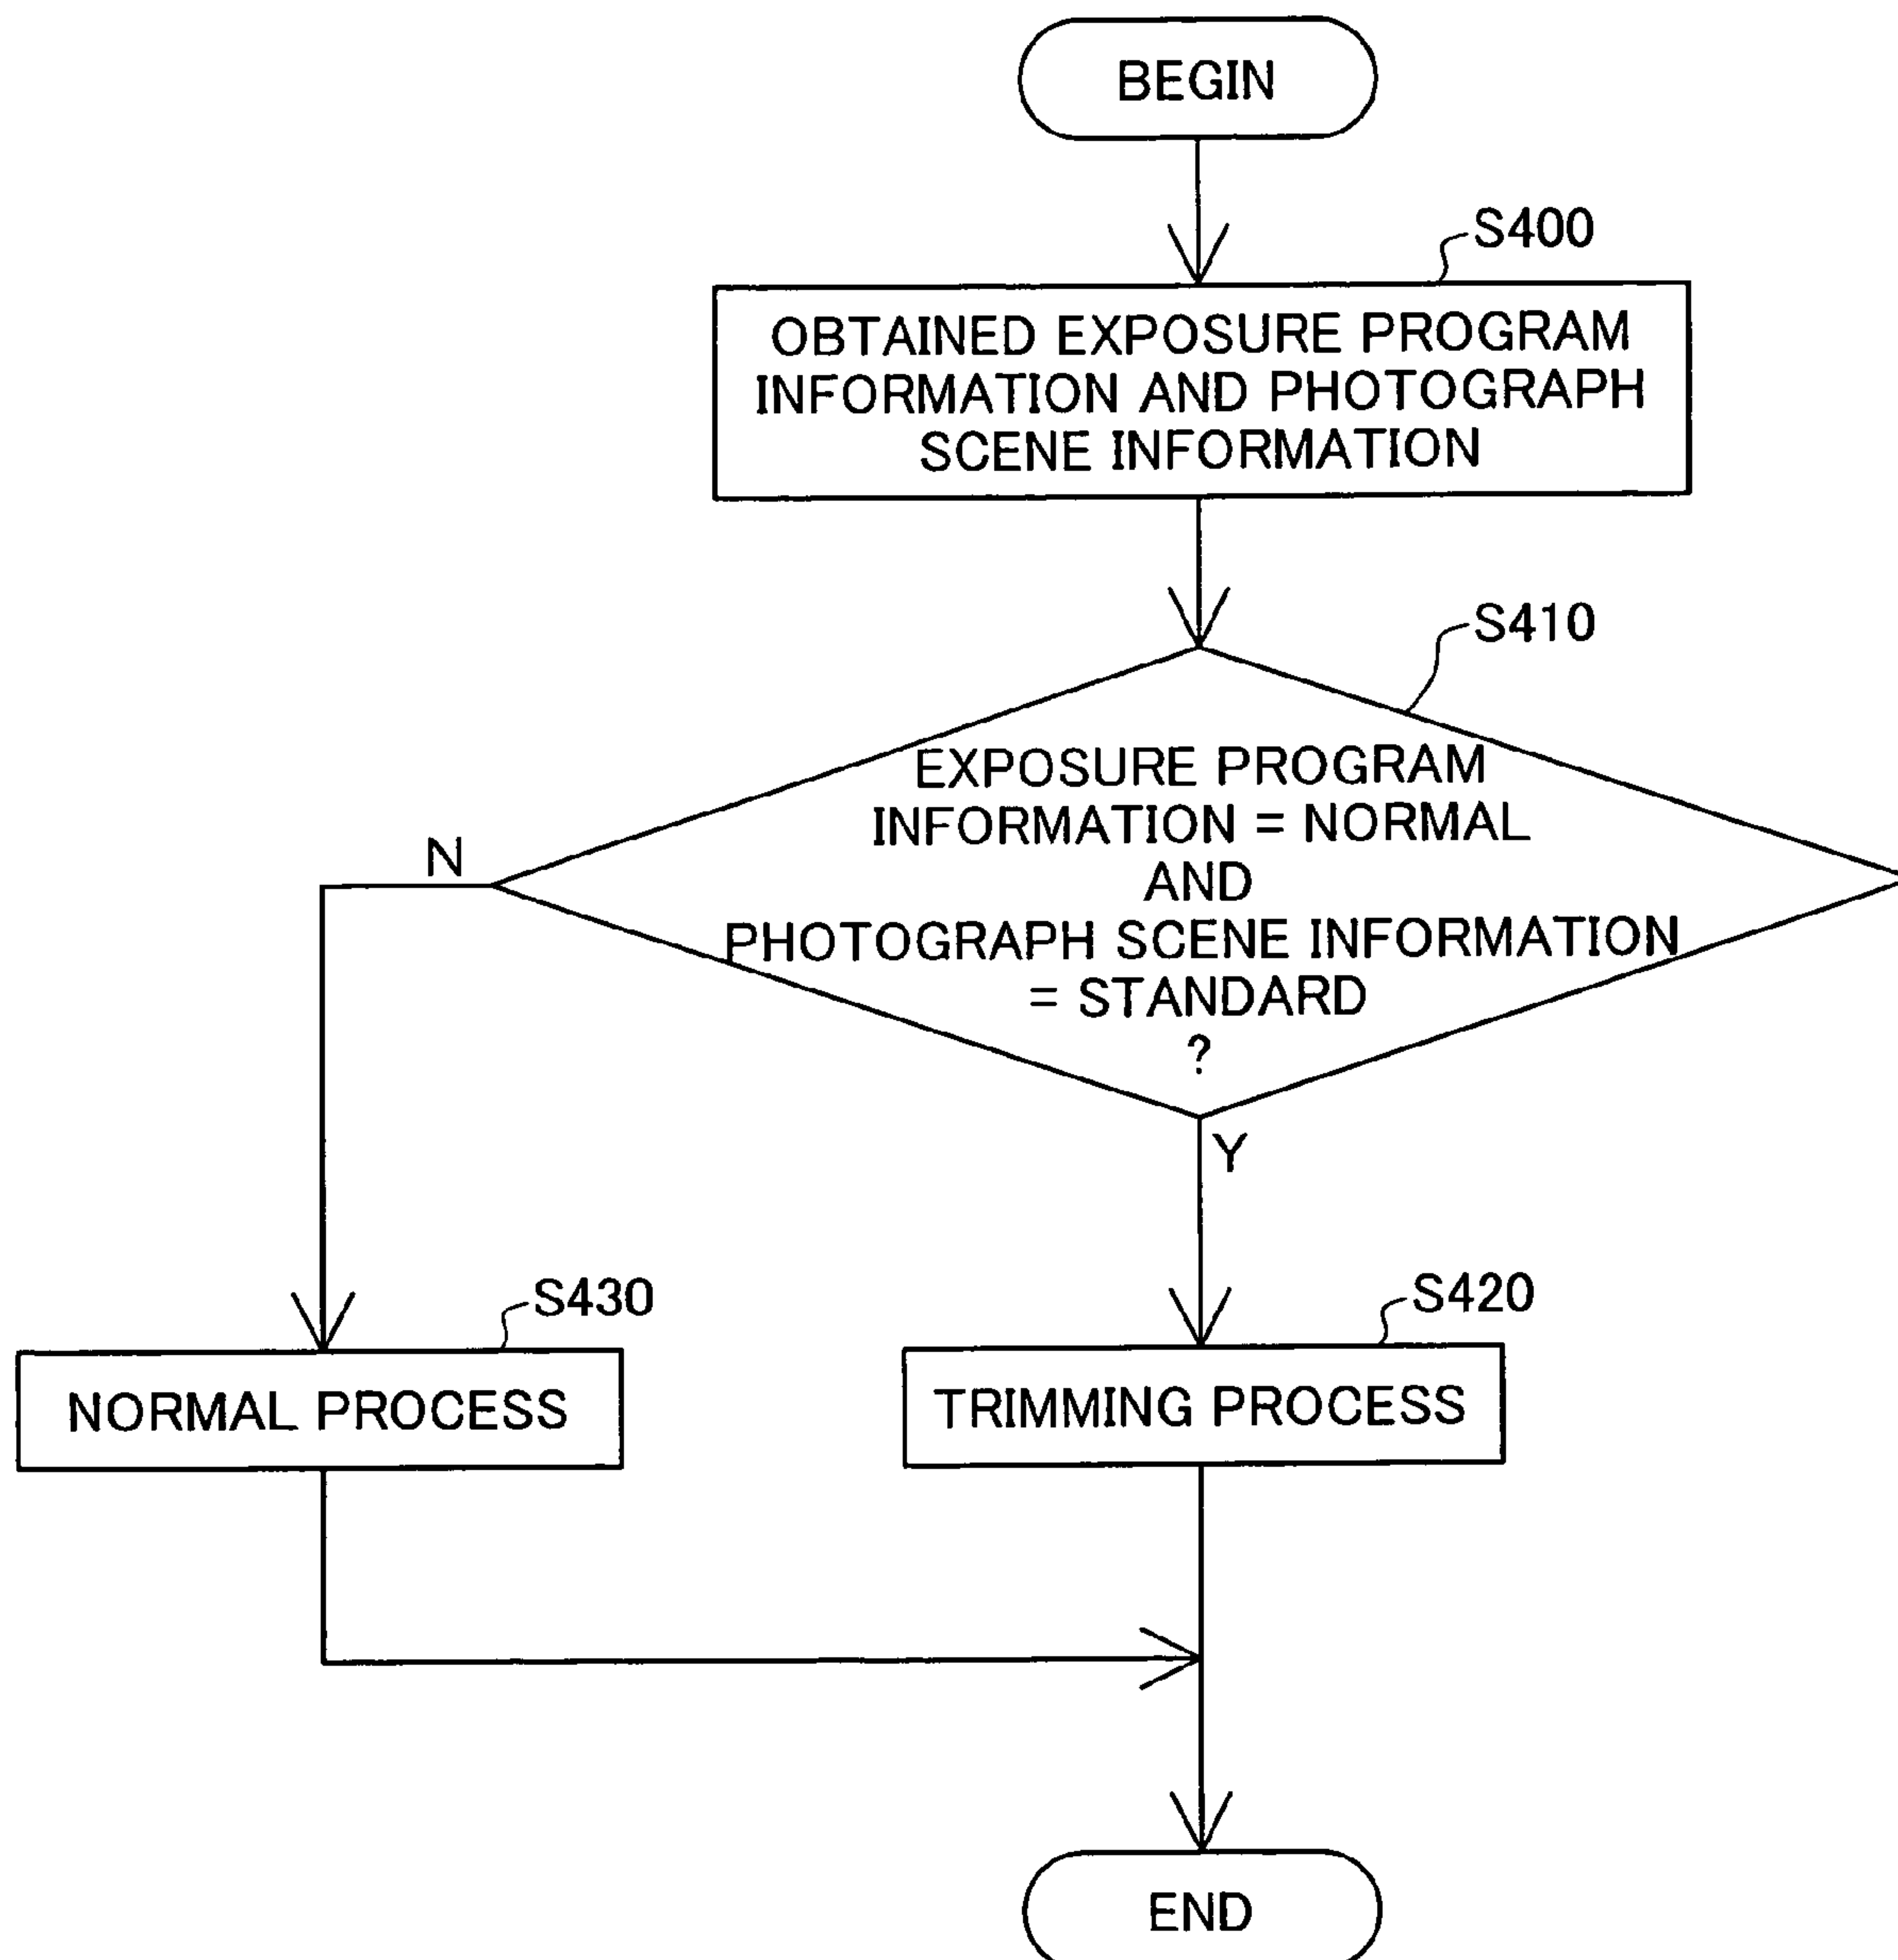 BEGIN
S400
OBTAINED EXPOSURE PROGRAM
INFORMATION AND PHOTOGRAPH
SCENE INFORMATION
S410
EXPOSURE PROGRAM
INFORMATION = NORMAL
AND
PHOTOGRAPH SCENE INFORMATION
= STANDARD
?
N
Y
S430
S420
NORMAL PROCESS
TRIMMING PROCESS
END